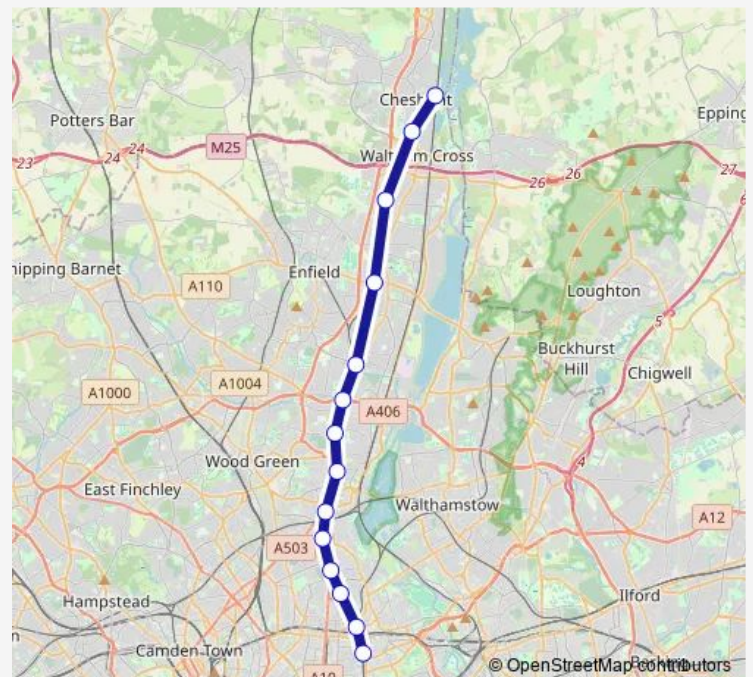 Cheshunt
Potters Bar
Epping
M25
Waltham Cross
23
24
24
26
26
27
6
hipping Barnet
Enfield
A110
Loughton
5
Buckhurst
Hill
Chigwell
A1004
A1000
A406
Wood Green
4
East Finchley
Walthamstow
A12
A503
Ilford
Hampstead
n
Camden Town
A10
© OpenStreetMap contributors